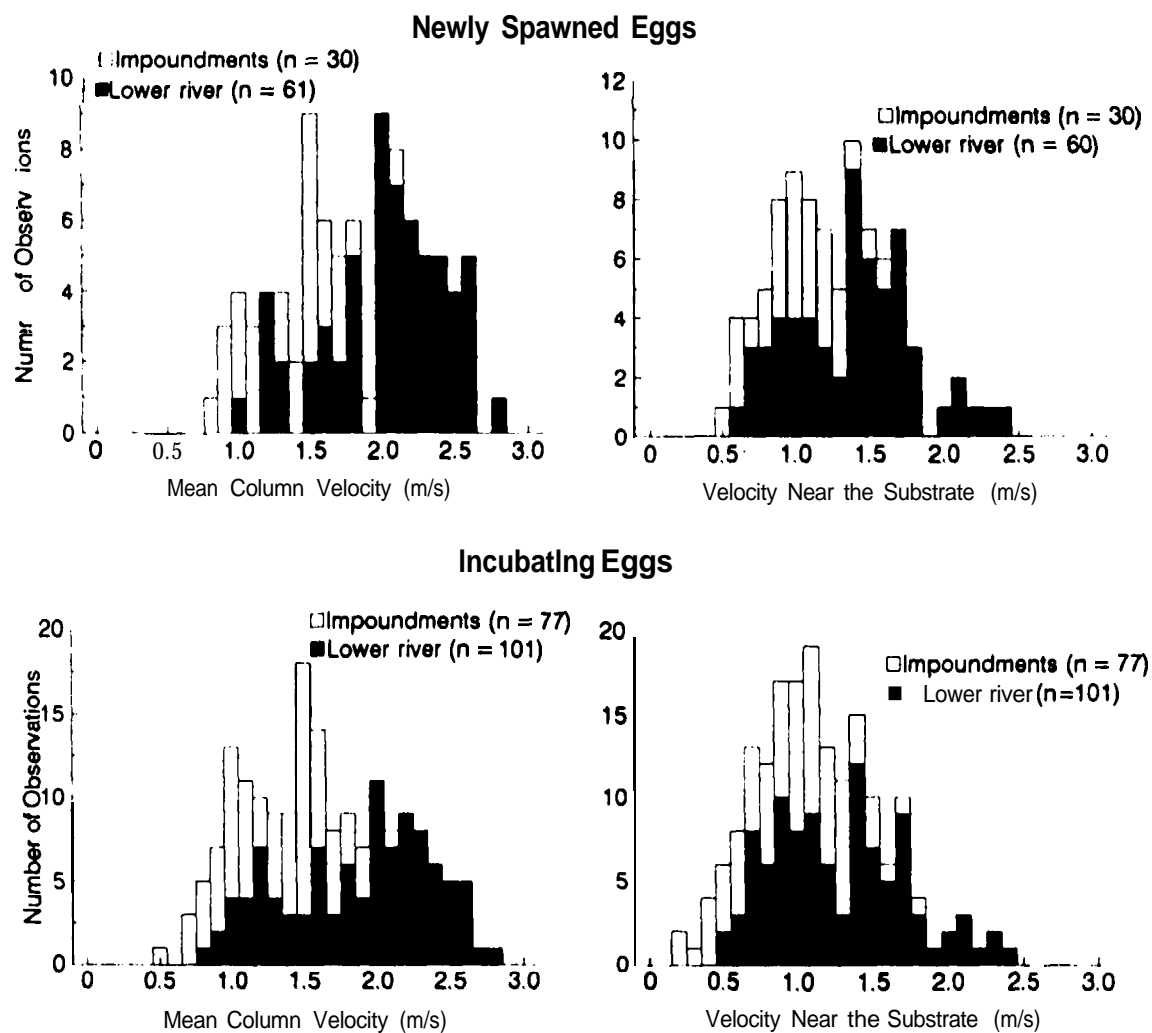 Newly Spawned Eggs
Impoundments (n = 30)
Lower river (n = 61)
10
8
6
4
2
0
of Observ ions
0 0.5 1.0 1.5 2.0 2.5 3.0
Mean Column Velocity (m/s)
Impoundments (n = 30)
Lower river (n = 60)
12
10
8
6
4
2
0
0 0.5 1.0 1.5 2.0 2.5 3.0
Velocity Near the Substrate (m/s)
Incubating Eggs
Impoundments (n = 77)
Lower river (n = 101)
20
15
10
5
0
Number of Observations
0 0.5 1.0 1.5 2.0 2.5 3.0
Mean Column Velocity (m/s)
Impoundments (n = 77)
Lower river (n=101)
20
15
10
5
0
0 0.5 1.0 1.5 2.0 2.5 3.0
Velocity Near the Substrate (m/s)